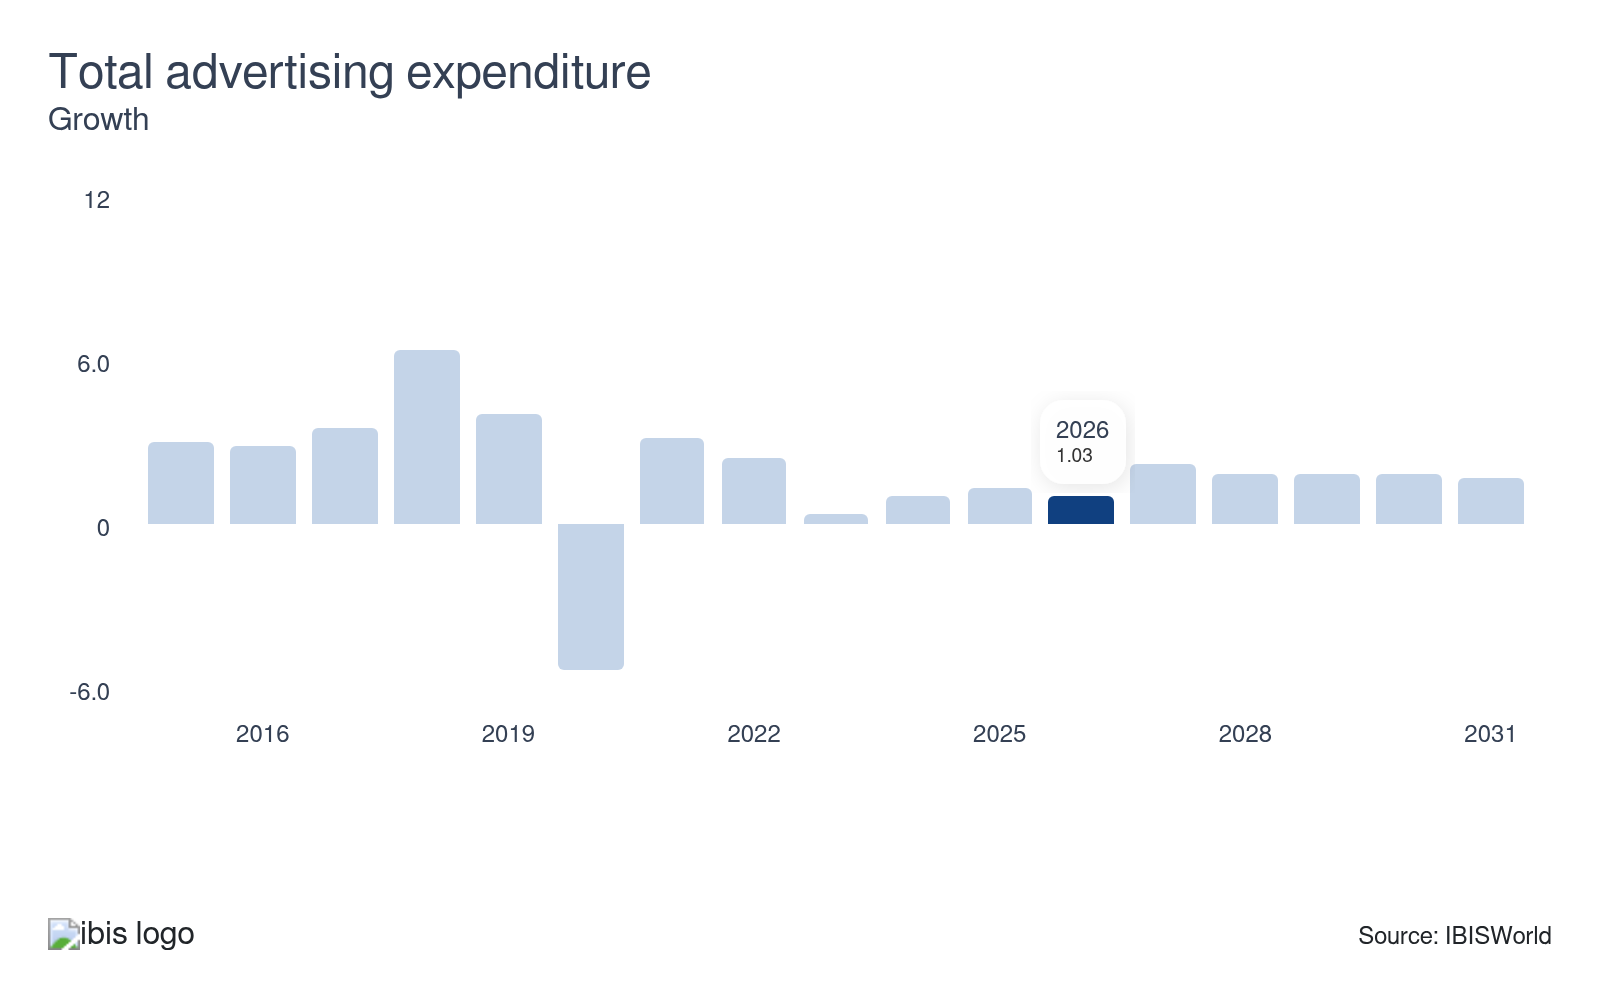 Total advertising expenditure
Growth
12
6.0
0
-6.0
2026
1.03
2016 2019 2022 2025 2028 2031
ibis logo
Source: IBISWorld